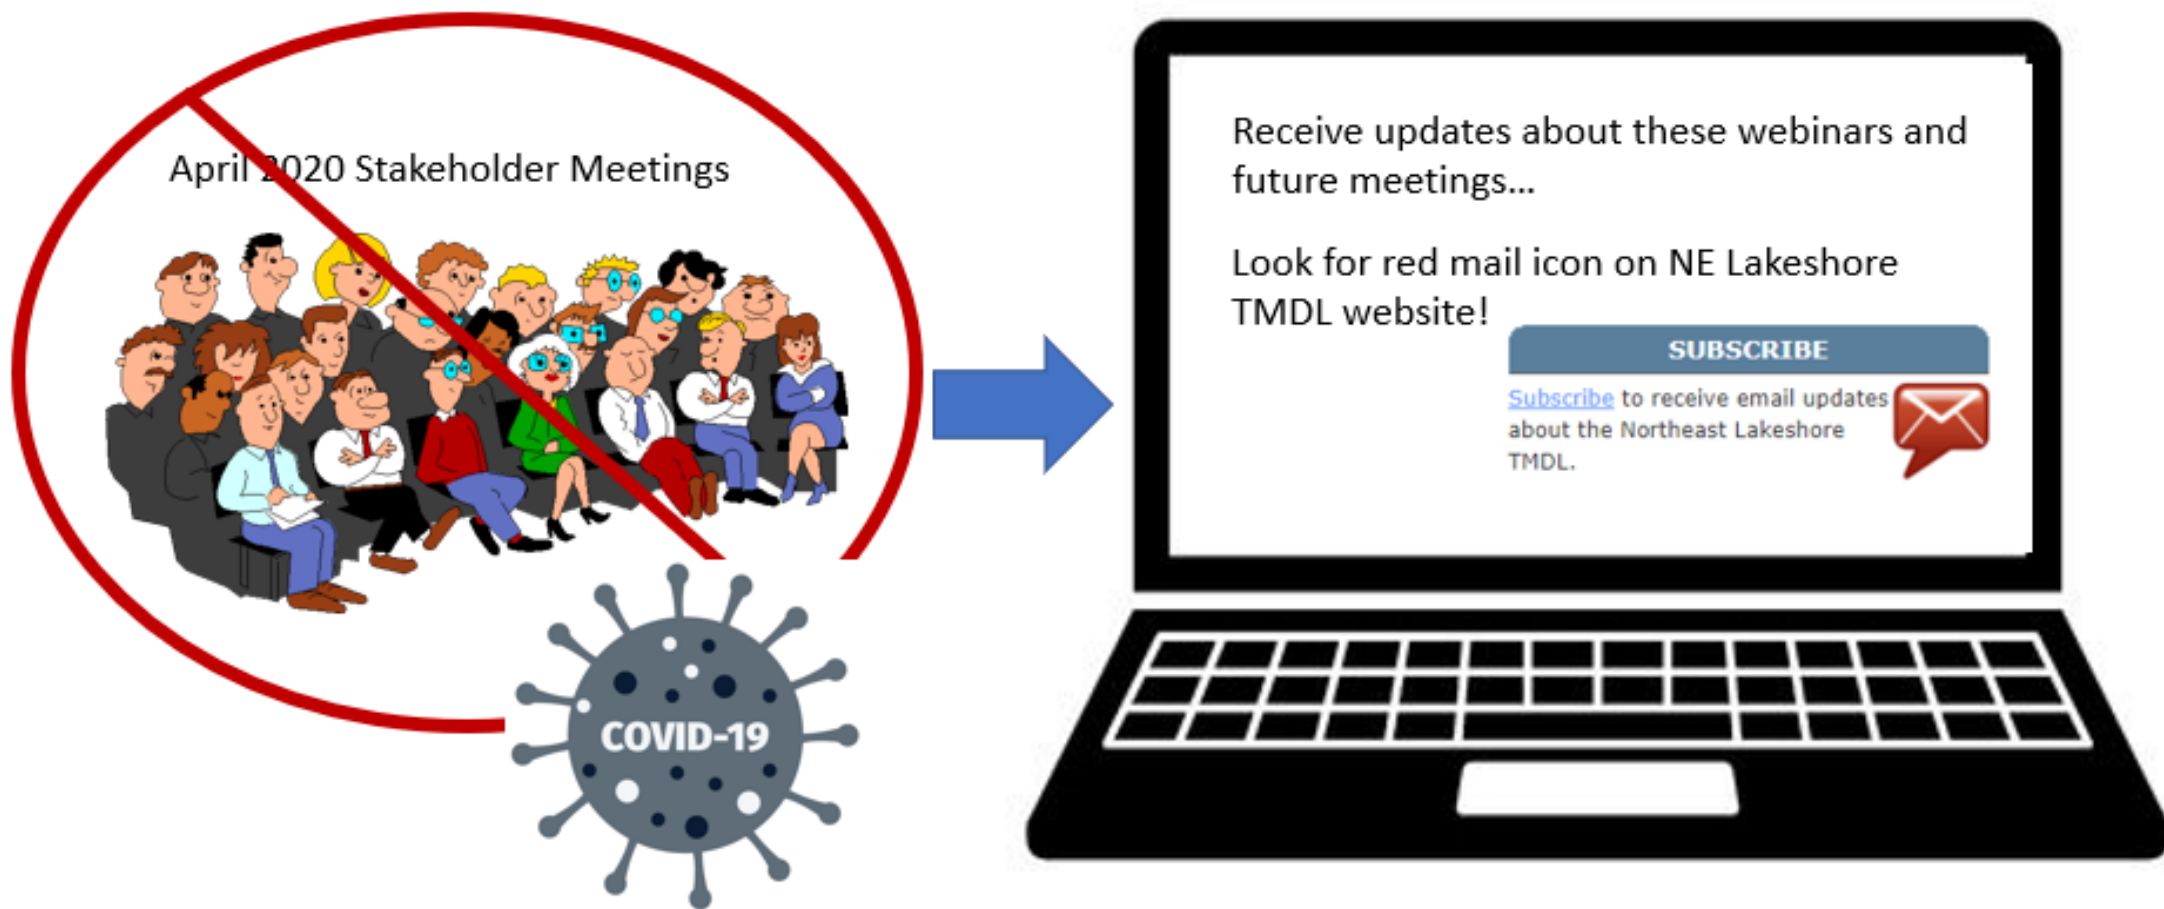 April 2020 Stakeholder Meetings
COVID-19
Receive updates about these webinars and
future meetings...
Look for red mail icon on NE Lakeshore
TMDL website!
SUBSCRIBE
Subscribe to receive email updates
about the Northeast Lakeshore
TMDL.